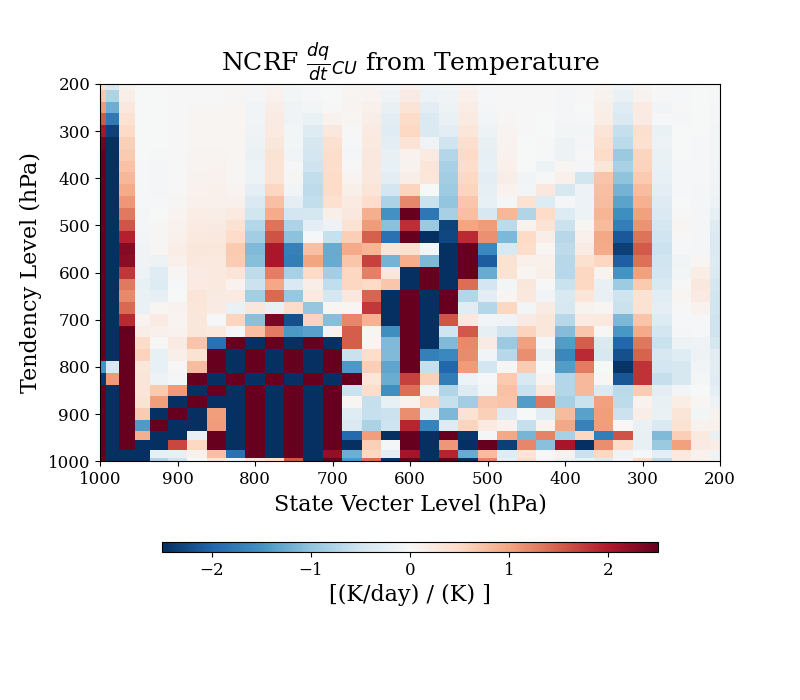 NCRF dq/dt CU from Temperature
Tendency Level (hPa)
200
300
400
500
600
700
800
900
1000
1000 900 800 700 600 500 400 300 200
State Vecter Level (hPa)
−2 −1 0 1 2
[(K/day) / (K) ]